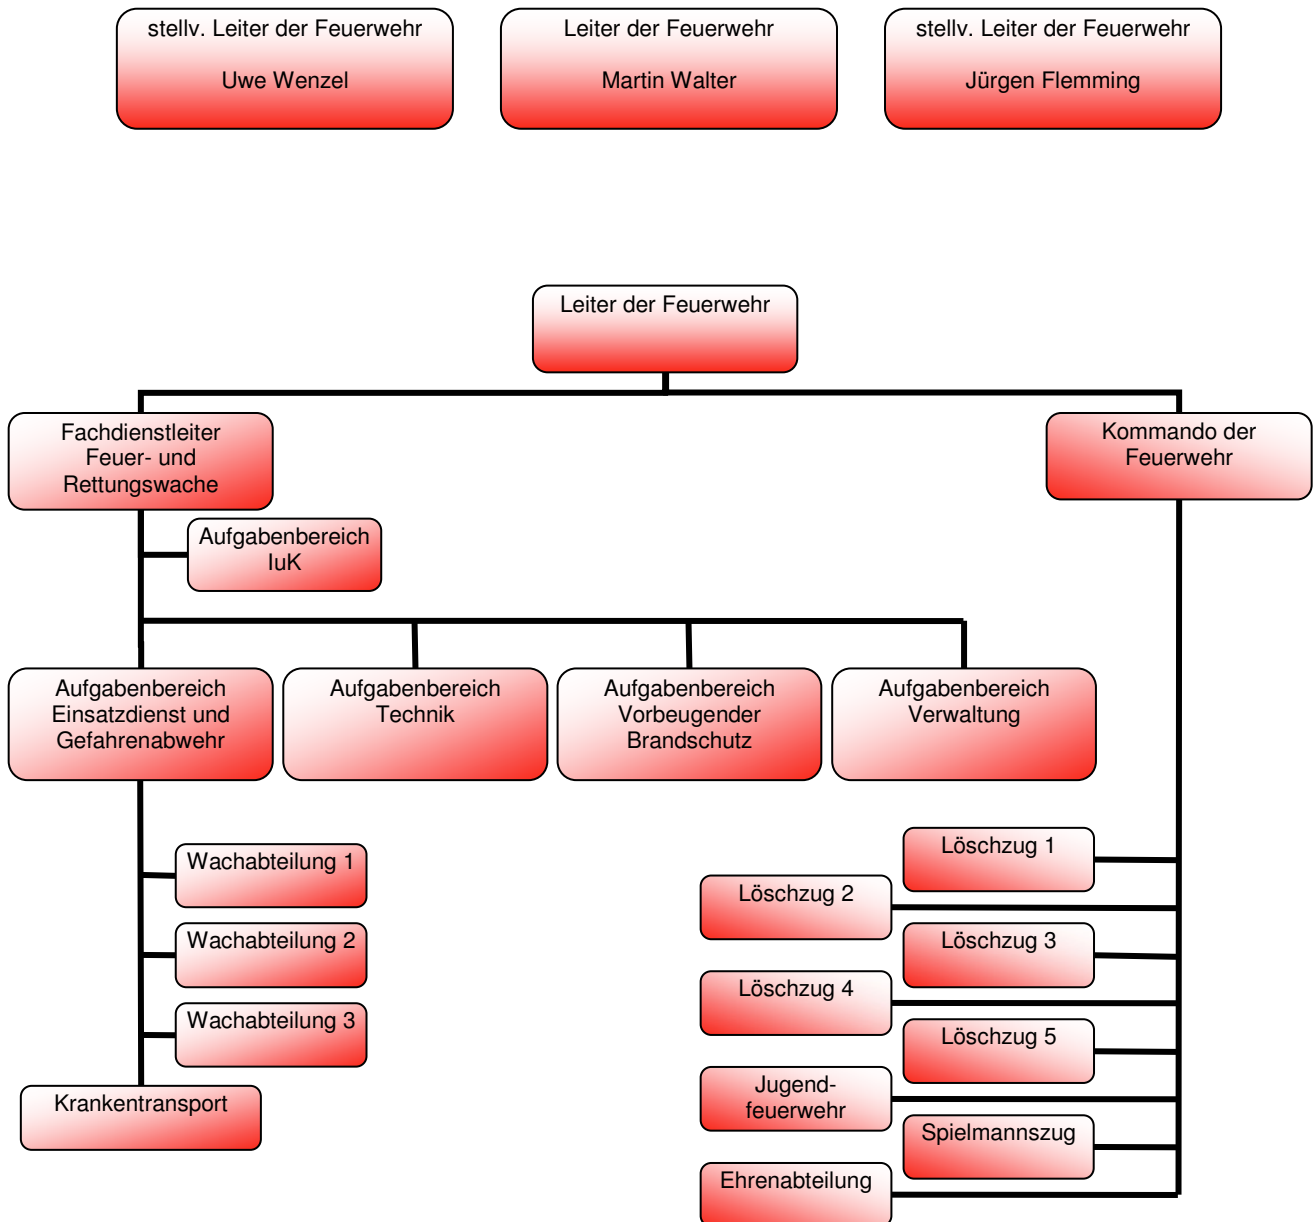 stellv. Leiter der Feuerwehr
Uwe Wenzel
Leiter der Feuerwehr
Martin Walter
stellv. Leiter der Feuerwehr
Jürgen Flemming
Leiter der Feuerwehr
Fachdienstleiter
Feuer- und
Rettungswache
Kommando der
Feuerwehr
Aufgabenbereich
IuK
Aufgabenbereich
Einsatzdienst und
Gefahrenabwehr
Aufgabenbereich
Technik
Aufgabenbereich
Vorbeugender
Brandschutz
Aufgabenbereich
Verwaltung
Wachabteilung 1
Wachabteilung 2
Wachabteilung 3
Krankentransport
Löschzug 1
Löschzug 2
Löschzug 3
Löschzug 4
Löschzug 5
Jugend-
feuerwehr
Spielmannszug
Ehrenabteilung